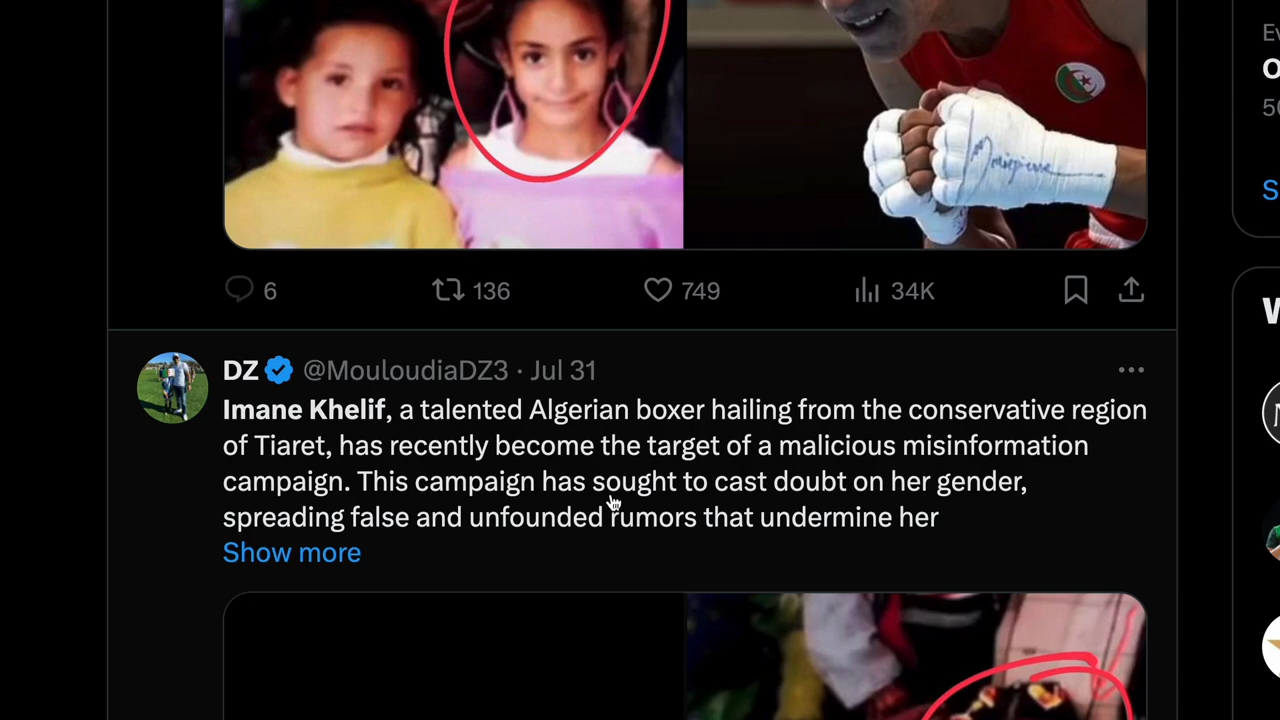 6 136 749 34K
DZ @MouloudiaDZ3 · Jul 31
Imane Khelif, a talented Algerian boxer hailing from the conservative region
of Tiaret, has recently become the target of a malicious misinformation
campaign. This campaign has sought to cast doubt on her gender,
spreading false and unfounded rumors that undermine her
Show more